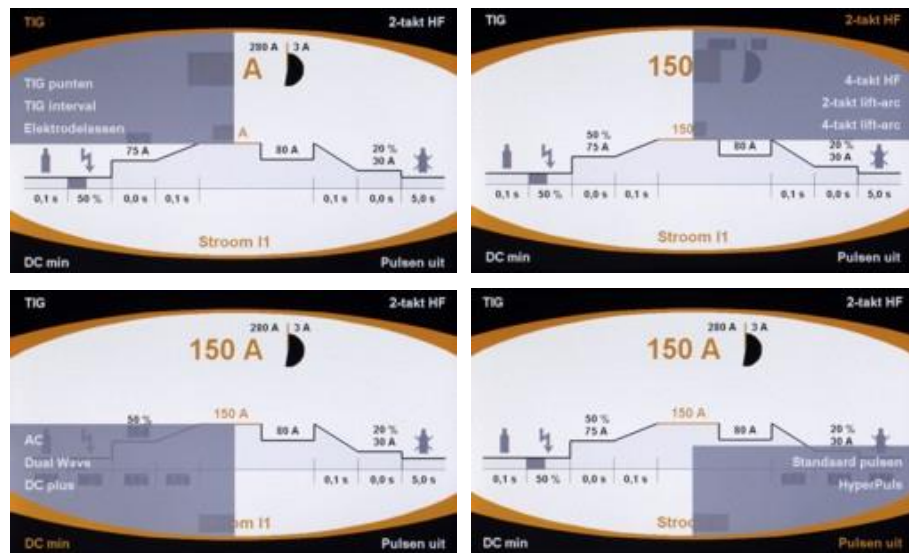 TIG 2-takt HF
280 A 3 A
A
TIG punten
TIG interval
Elektrodelassen
A
75 A 80 A 20 %
30 A
0,1 s 50 % 0,0 s 0,1 s 0,1 s 0,0 s 5,0 s
Stroom I1
DC min Pulsen uit
TIG 2-takt HF
150
4-takt HF
2-takt lift-arc
4-takt lift-arc
50 %
75 A 150 80 A 20 %
30 A
0,1 s 50 % 0,0 s 0,1 s 0,1 s 0,0 s 5,0 s
Stroom I1
DC min Pulsen uit
TIG 2-takt HF
280 A 3 A
150 A
50 % 150 A
80 A 20 %
30 A
AC
Dual Wave
DC plus
0,1 s 0,0 s 5,0 s
om I1
DC min Pulsen uit
TIG 2-takt HF
280 A 3 A
150 A
50 %
75 A 150 A 80 A 20 %
30 A
Standaard pulsen
HyperPuls
0,1 s 50 % 0,0 s 0,1 s
Stroo
DC min Pulsen uit